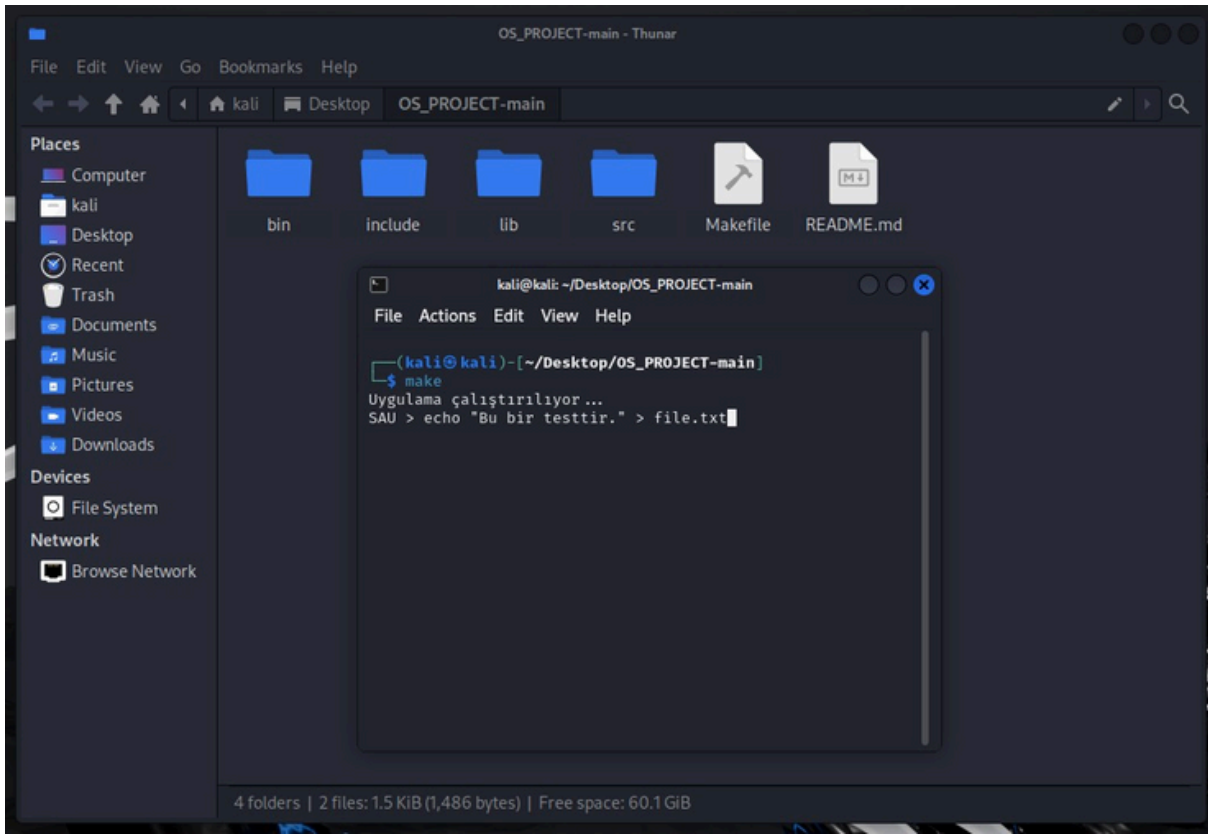 OS_PROJECT-main - Thunar
File Edit View Go Bookmarks Help
kali Desktop OS_PROJECT-main
Places
Computer
kali
Desktop
Recent
Trash
Documents
Music
Pictures
Videos
Downloads
Devices
File System
Network
Browse Network
M↓
bin include lib src Makefile README.md
kali@kali: ~/Desktop/OS_PROJECT-main
File Actions Edit View Help
┌──(kali㉿kali)-[~/Desktop/OS_PROJECT-main]
└─$ make
Uygulama çalıştırılıyor ...
SAU > echo "Bu bir testtir." > file.txt
4 folders | 2 files: 1.5 KiB (1,486 bytes) | Free space: 60.1 GiB